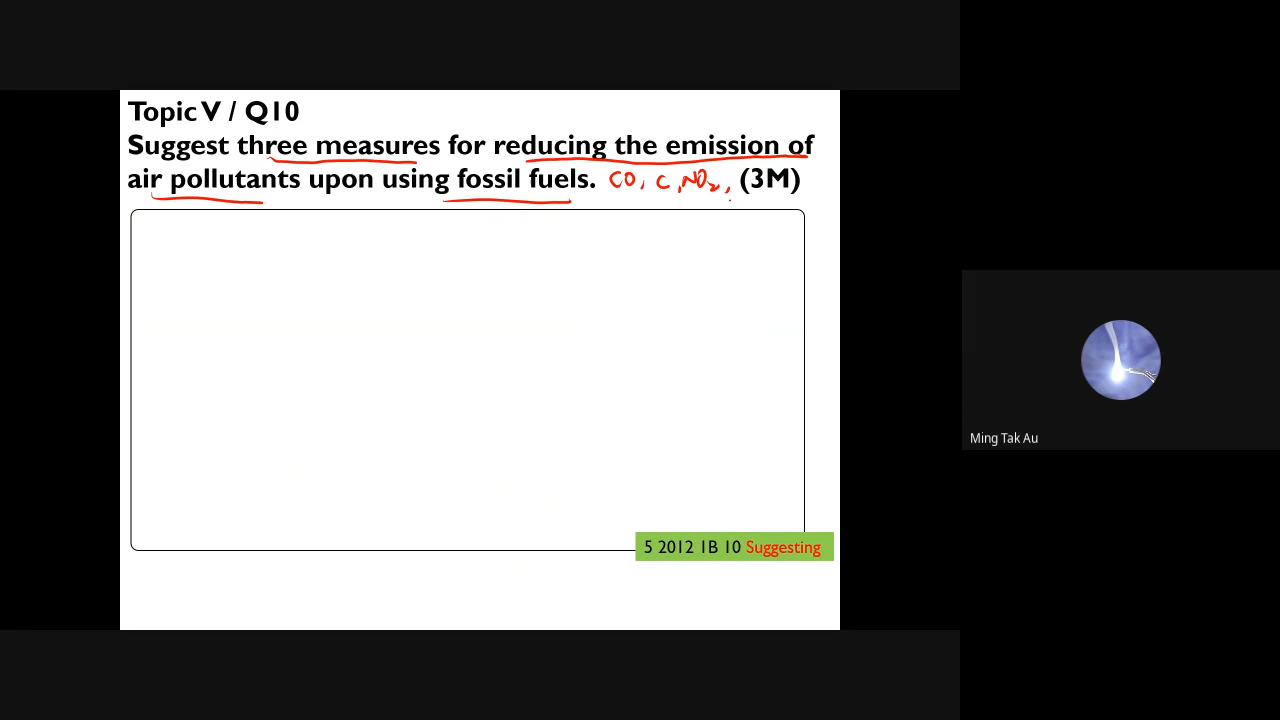 Topic V / Q10
Suggest three measures for reducing the emission of
air pollutants upon using fossil fuels. CO, C, NO₂, (3M)
5 2012 1B 10 Suggesting
Ming Tak Au